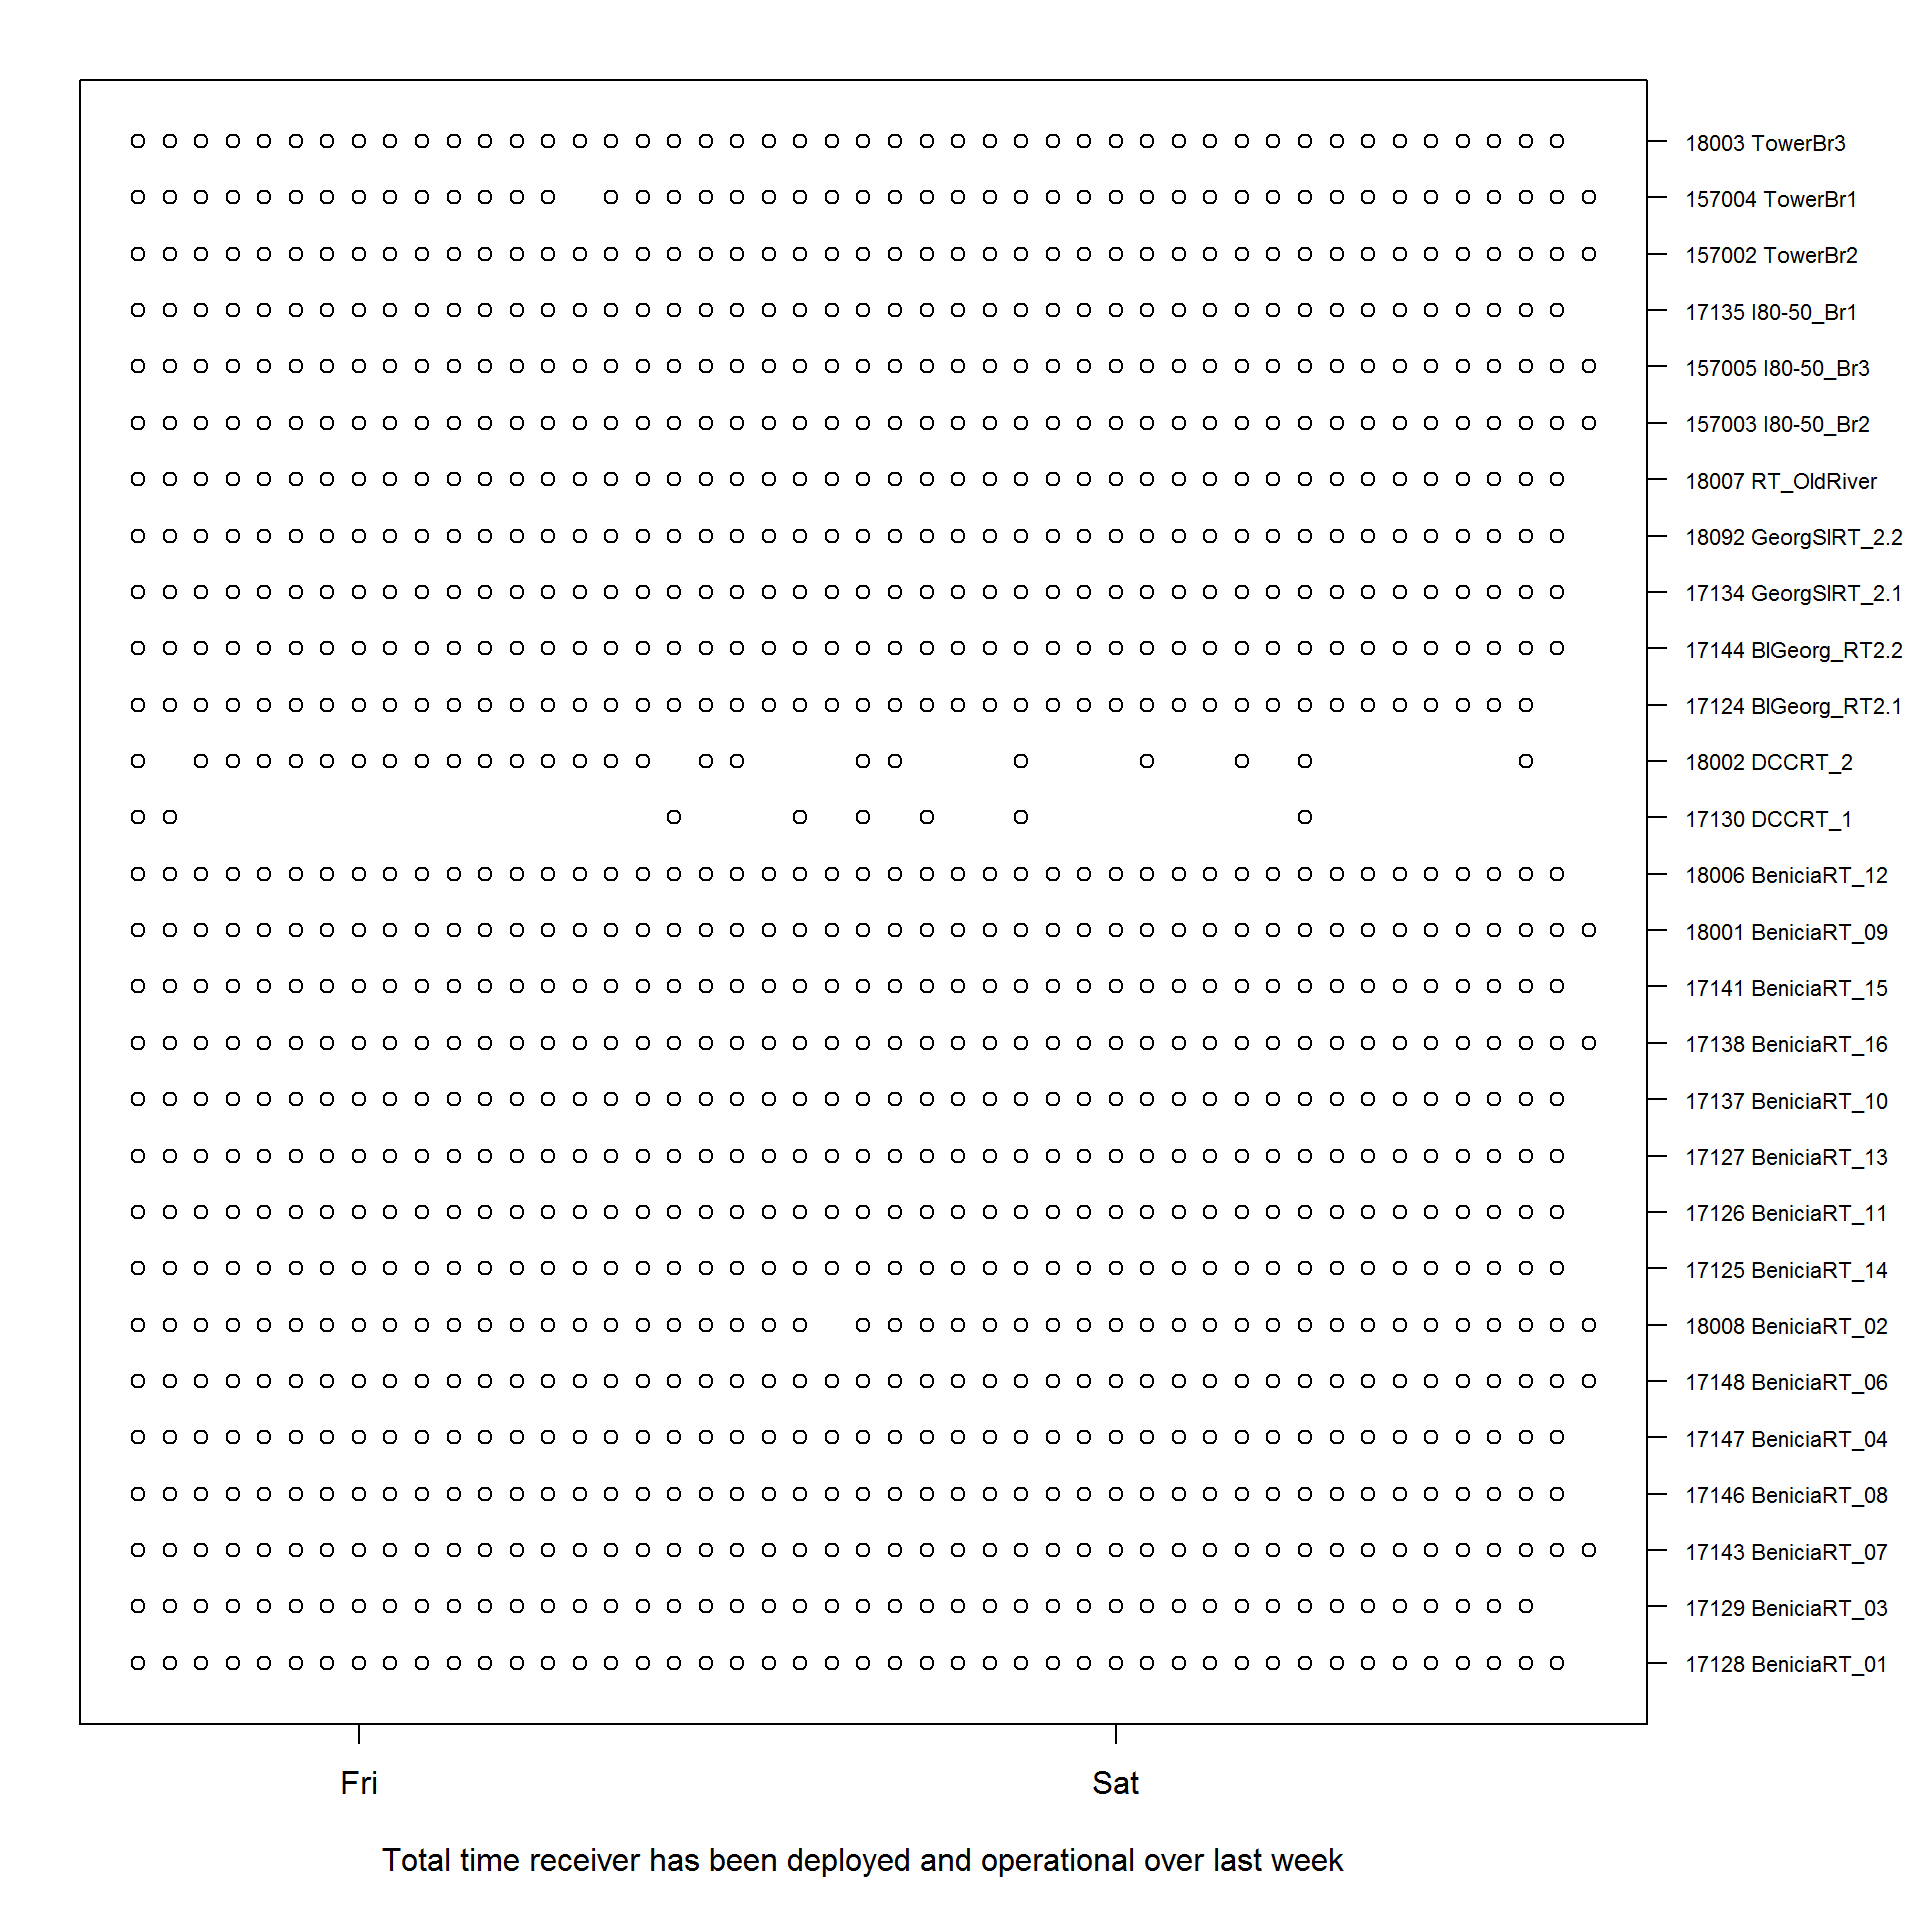 18003 TowerBr3
157004 TowerBr1
157002 TowerBr2
17135 I80-50_Br1
157005 I80-50_Br3
157003 I80-50_Br2
18007 RT_OldRiver
18092 GeorgSlRT_2.2
17134 GeorgSlRT_2.1
17144 BlGeorg_RT2.2
17124 BlGeorg_RT2.1
18002 DCCRT_2
17130 DCCRT_1
18006 BeniciaRT_12
18001 BeniciaRT_09
17141 BeniciaRT_15
17138 BeniciaRT_16
17137 BeniciaRT_10
17127 BeniciaRT_13
17126 BeniciaRT_11
17125 BeniciaRT_14
18008 BeniciaRT_02
17148 BeniciaRT_06
17147 BeniciaRT_04
17146 BeniciaRT_08
17143 BeniciaRT_07
17129 BeniciaRT_03
17128 BeniciaRT_01
Fri Sat
Total time receiver has been deployed and operational over last week